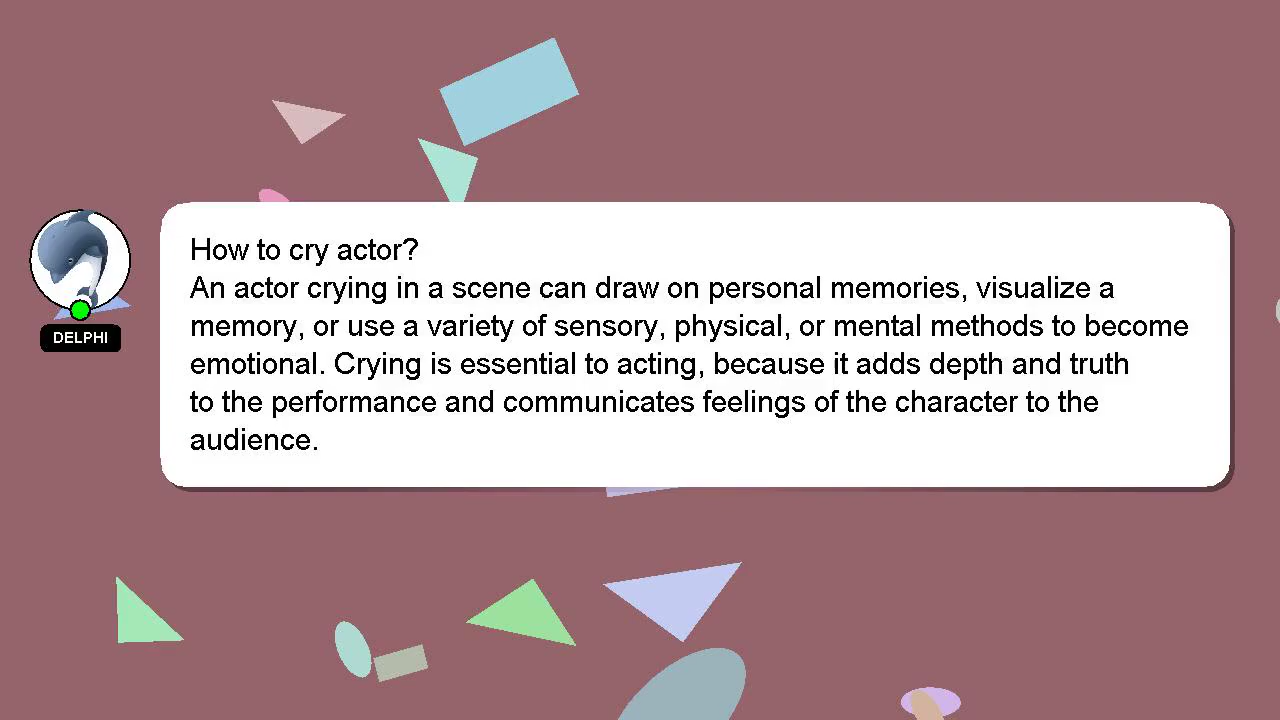 How to cry actor?
An actor crying in a scene can draw on personal memories, visualize a
memory, or use a variety of sensory, physical, or mental methods to become
emotional. Crying is essential to acting, because it adds depth and truth
to the performance and communicates feelings of the character to the
audience.
DELPHI